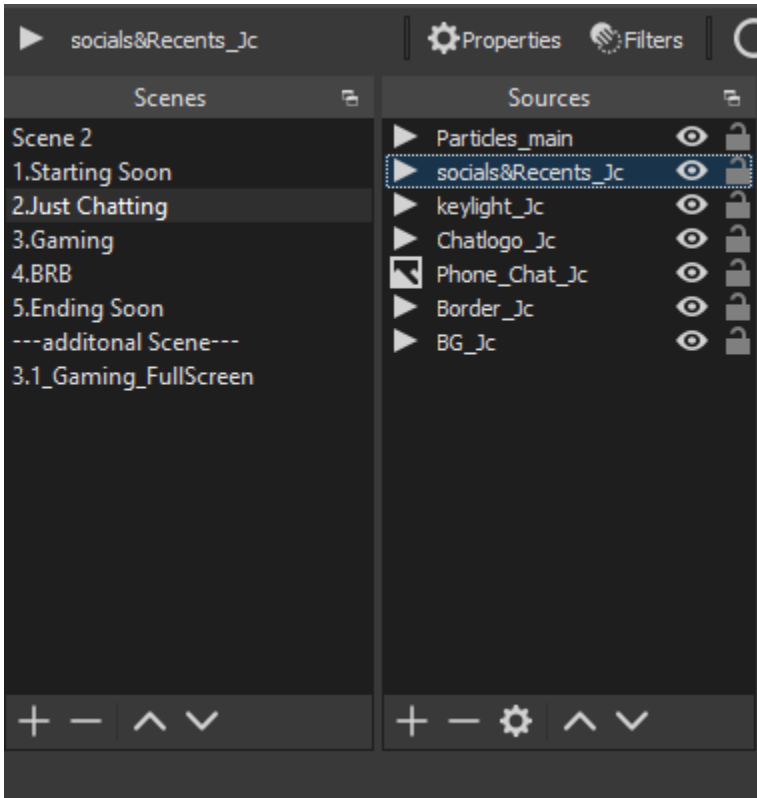 socials&Recents_Jc
Properties
Filters
Scenes
Sources
Scene 2
1.Starting Soon
2.Just Chatting
3.Gaming
4.BRB
5.Ending Soon
---additonal Scene---
3.1_Gaming_FullScreen
Particles_main
socials&Recents_Jc
keylight_Jc
Chatlogo_Jc
Phone_Chat_Jc
Border_Jc
BG_Jc